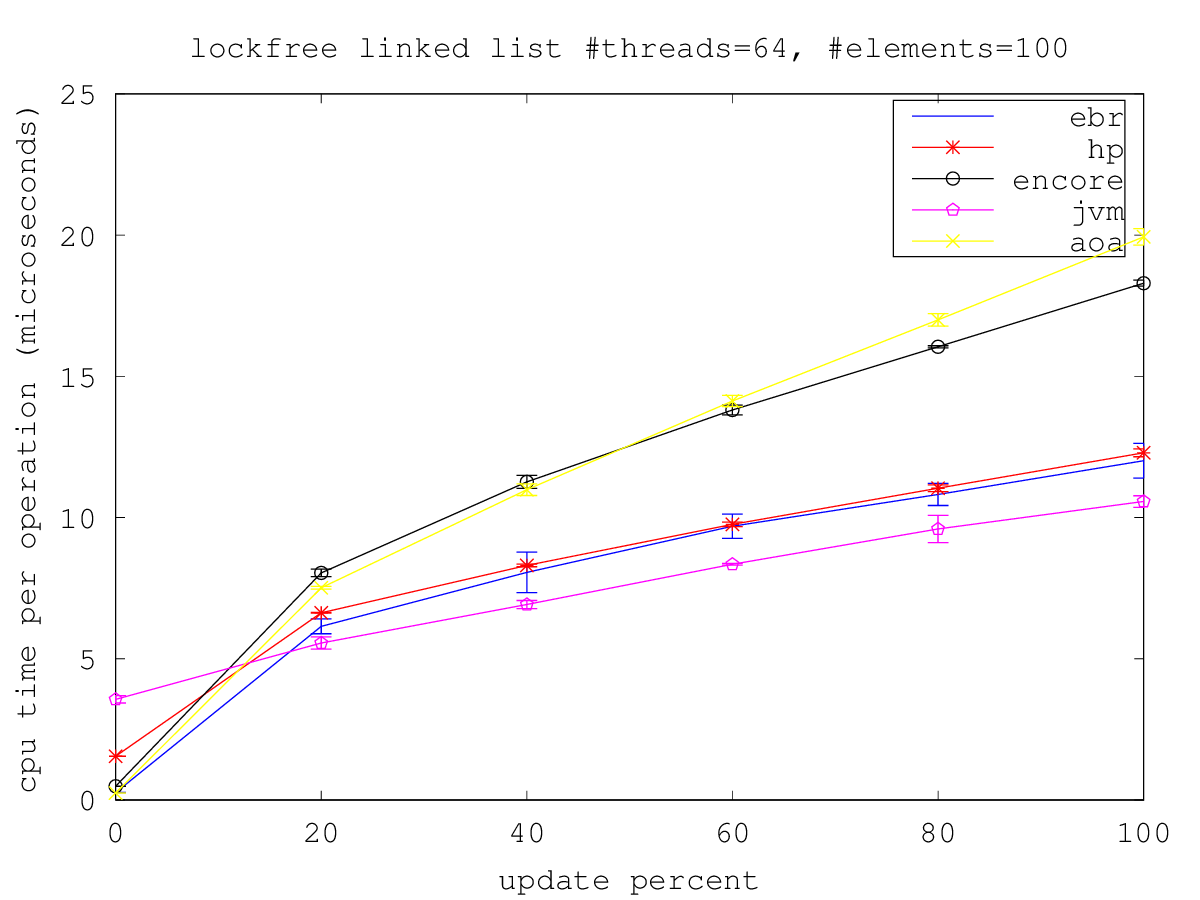 lockfree linked list #threads=64, #elements=100
cpu time per operation (microseconds)
25
20
15
10
5
0
ebr
hp
encore
jvm
aoa
0 20 40 60 80 100
update percent